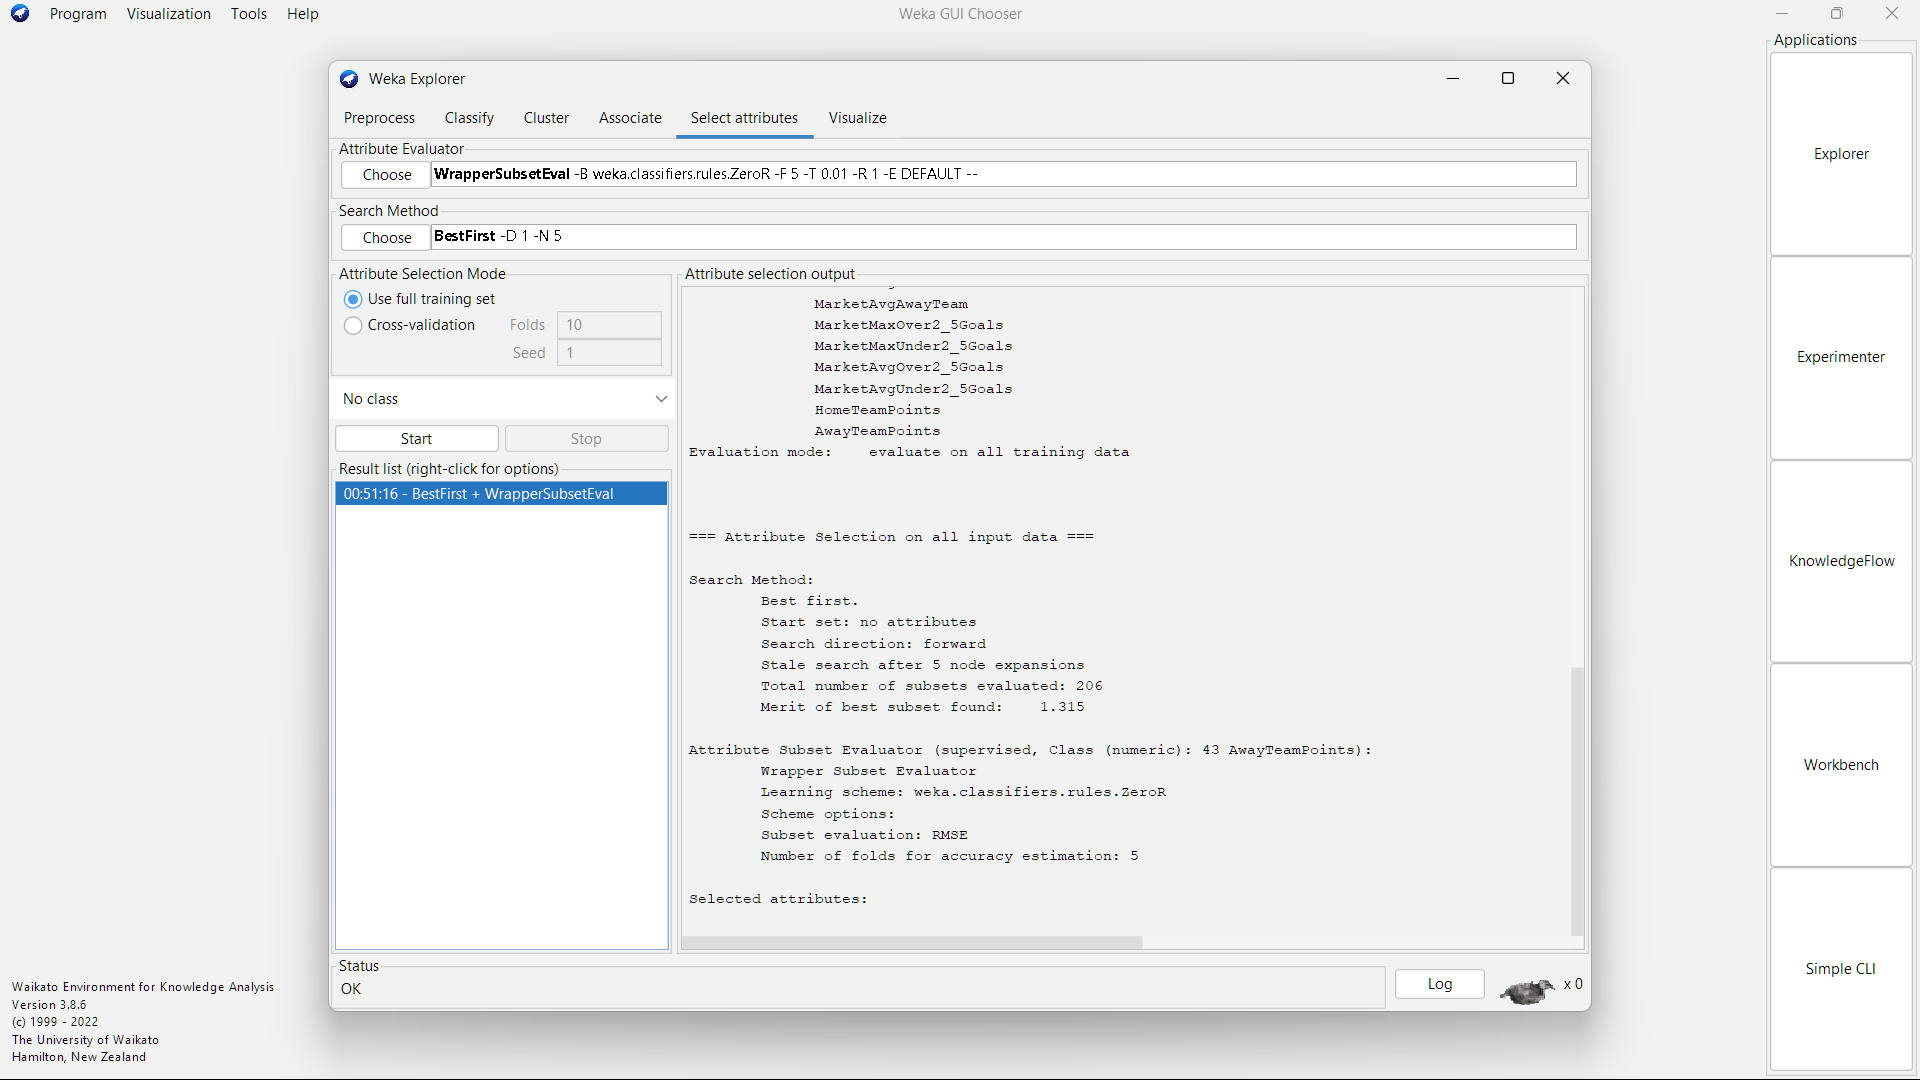 Program Visualization Tools Help
Weka GUI Chooser
Applications
Explorer
Experimenter
KnowledgeFlow
Workbench
Simple CLI
Weka Explorer
Preprocess Classify Cluster Associate Select attributes Visualize
Attribute Evaluator
Choose WrapperSubsetEval -B weka.classifiers.rules.ZeroR -F 5 -T 0.01 -R 1 -E DEFAULT --
Search Method
Choose BestFirst -D 1 -N 5
Attribute Selection Mode
Use full training set
Cross-validation Folds 10
Seed 1
No class
Start Stop
Result list (right-click for options)
00:51:16 - BestFirst + WrapperSubsetEval
Attribute selection output
MarketAvgAwayTeam
MarketMaxOver2_5Goals
MarketMaxUnder2_5Goals
MarketAvgOver2_5Goals
MarketAvgUnder2_5Goals
HomeTeamPoints
AwayTeamPoints
Evaluation mode: evaluate on all training data
=== Attribute Selection on all input data ===
Search Method:
Best first.
Start set: no attributes
Search direction: forward
Stale search after 5 node expansions
Total number of subsets evaluated: 206
Merit of best subset found: 1.315
Attribute Subset Evaluator (supervised, Class (numeric): 43 AwayTeamPoints):
Wrapper Subset Evaluator
Learning scheme: weka.classifiers.rules.ZeroR
Scheme options:
Subset evaluation: RMSE
Number of folds for accuracy estimation: 5
Selected attributes:
Status
OK
Log
x 0
Waikato Environment for Knowledge Analysis
Version 3.8.6
(c) 1999 - 2022
The University of Waikato
Hamilton, New Zealand